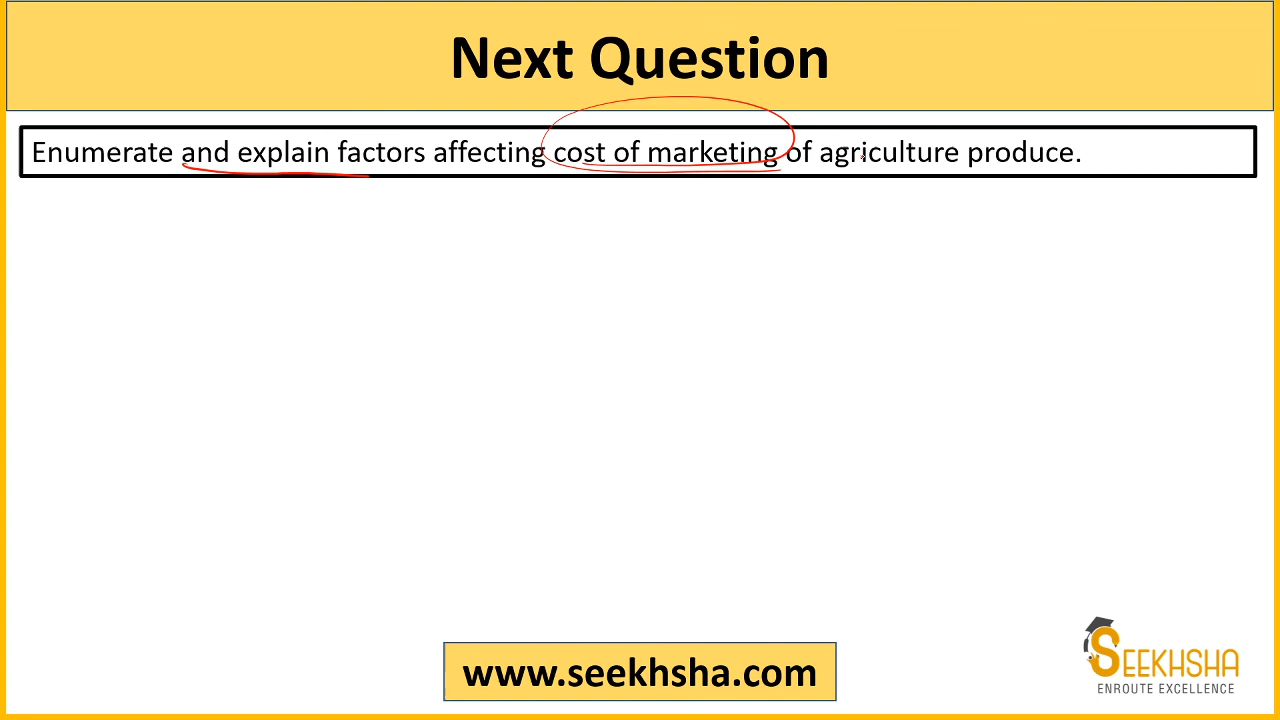 Next Question
Enumerate and explain factors affecting cost of marketing of agriculture produce.
www.seekhsha.com
SEEKHSHA
ENROUTE EXCELLENCE